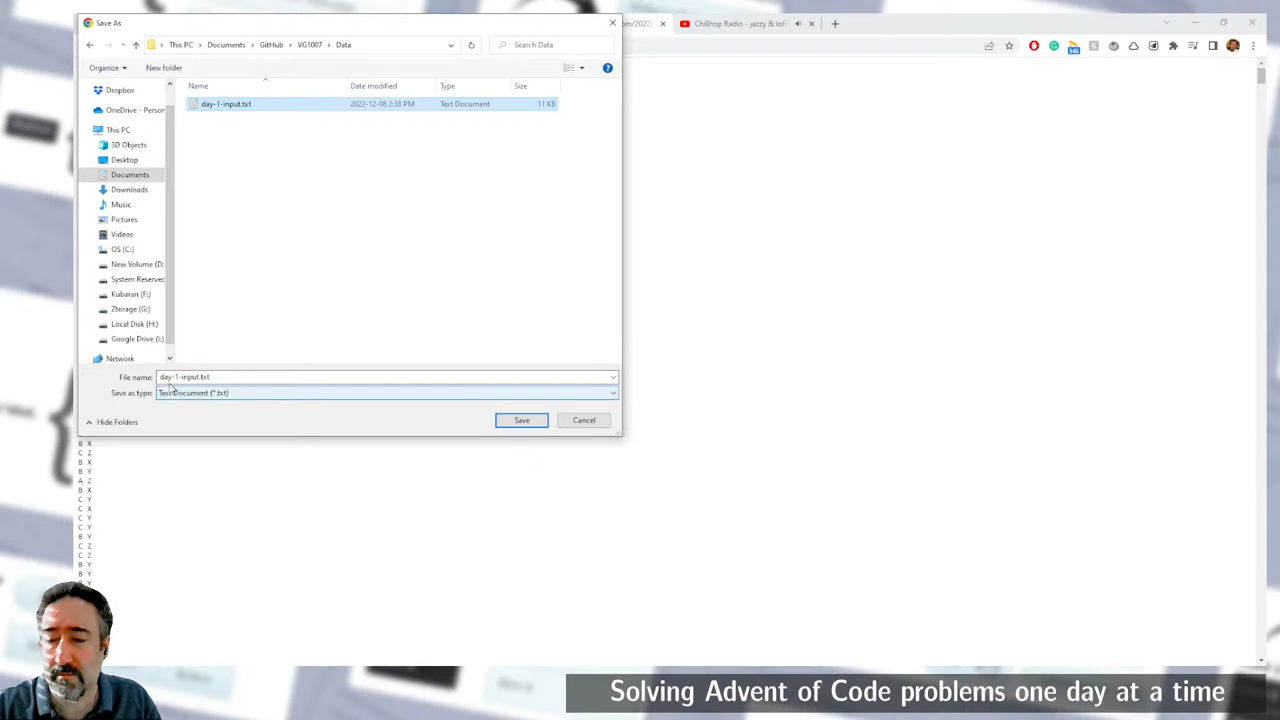 Save As
om/2022/
Chillhop Radio - jazzy & lofi
This PC
Documents
GitHub
VG1007
Data
Search Data
Organize
New folder
Name
Date modified
Type
Size
day-1-input.txt
2022-12-08 2:38 PM
Text Document
11 KB
Dropbox
OneDrive - Person
This PC
3D Objects
Desktop
Documents
Downloads
Music
Pictures
Videos
OS (C:)
New Volume (D:
System Reserved
Kubaran (F:)
Ztorage (G:)
Local Disk (H:)
Google Drive (I:)
Network
File name:
day-1-input.txt
Save as type:
Text Document (*.txt)
Hide Folders
Save
Cancel
345
B X
C Z
B X
B Y
A Z
B X
C Y
C X
C Y
C Y
B Y
C Z
C Z
B Y
B Y
Solving Advent of Code problems one day at a time